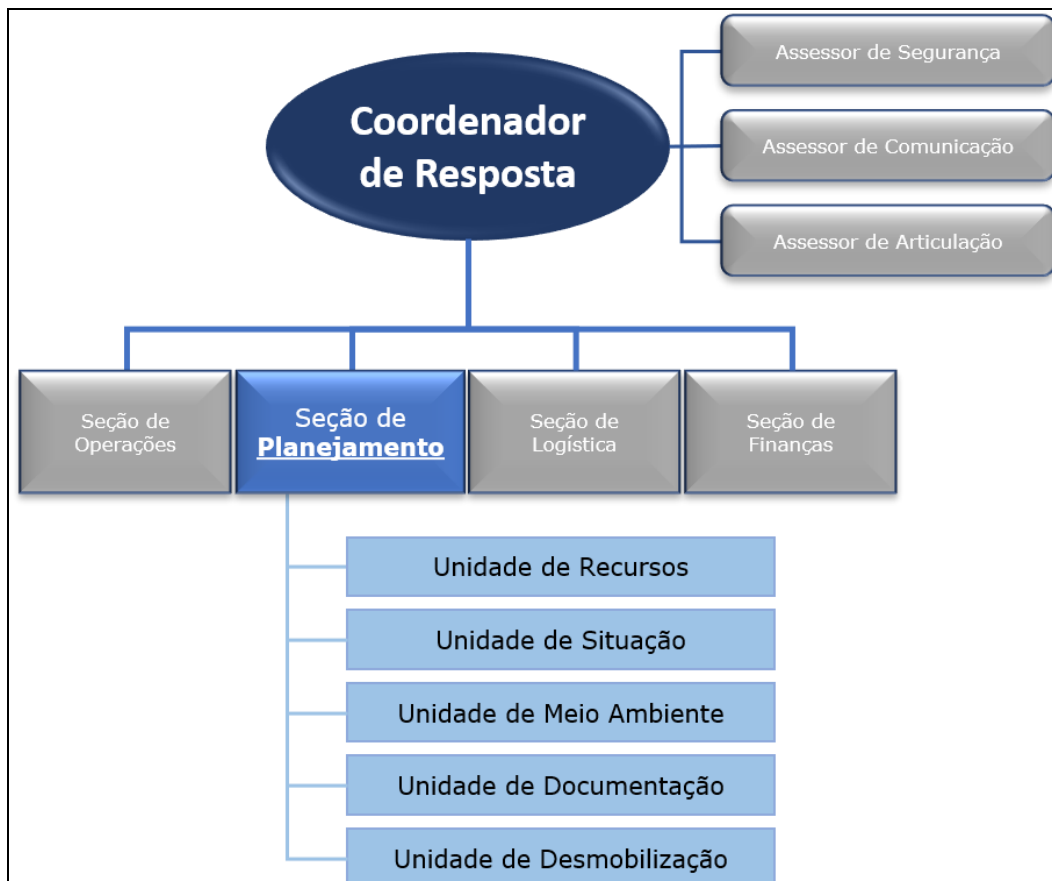 Coordenador
de Resposta
Assessor de Segurança
Assessor de Comunicação
Assessor de Articulação
Seção de
Operações
Seção de
Planejamento
Seção de
Logística
Seção de
Finanças
Unidade de Recursos
Unidade de Situação
Unidade de Meio Ambiente
Unidade de Documentação
Unidade de Desmobilização